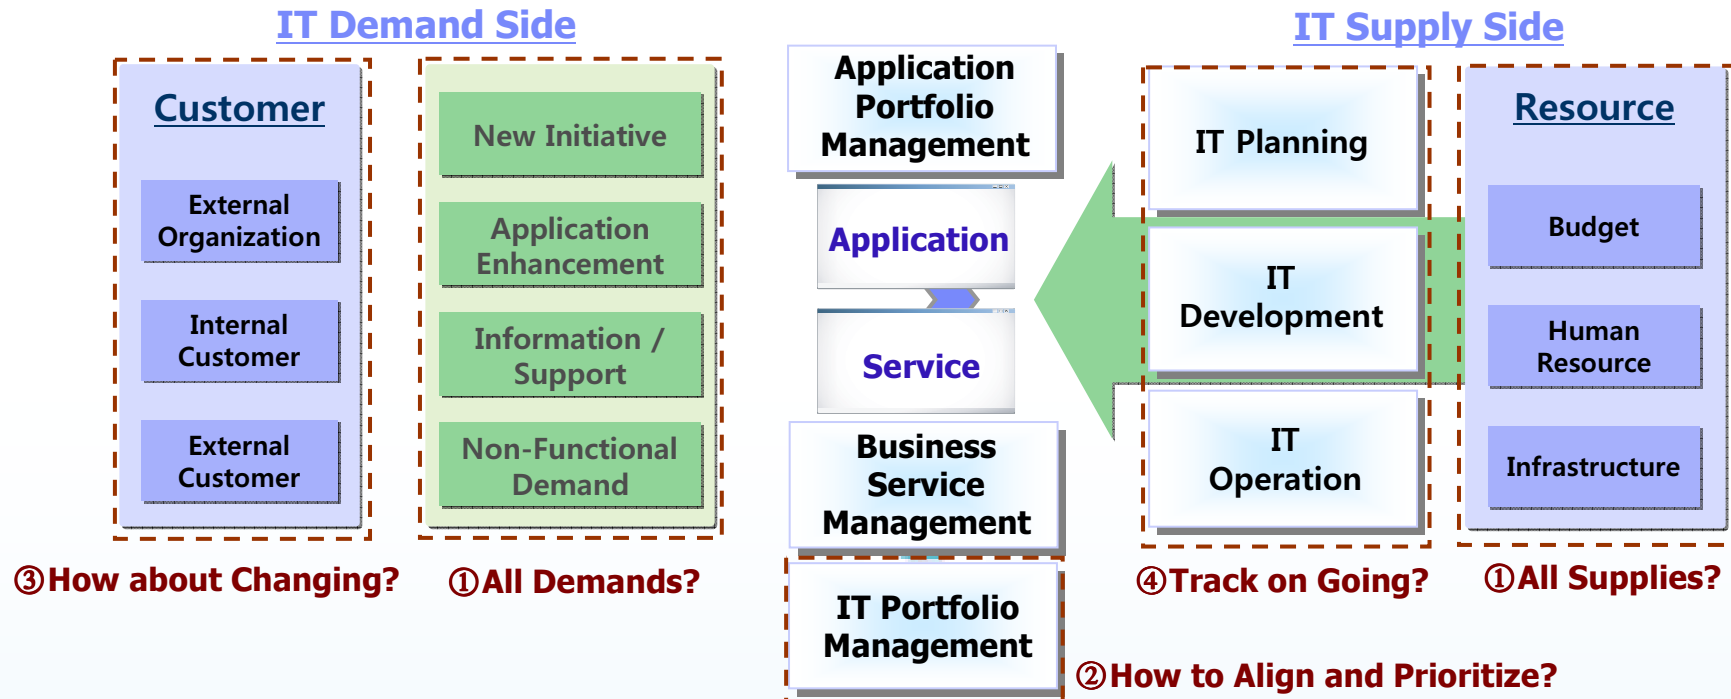 IT Demand Side
Customer
External
Organization
Internal
Customer
External
Customer
③How about Changing?
New Initiative
Application
Enhancement
Information /
Support
Non-Functional
Demand
①All Demands?
Application
Portfolio
Management
Application
Service
Business
Service
Management
IT Portfolio
Management
②How to Align and Prioritize?
IT Supply Side
IT Planning
IT
Development
IT
Operation
④Track on Going?
Resource
Budget
Human
Resource
Infrastructure
①All Supplies?